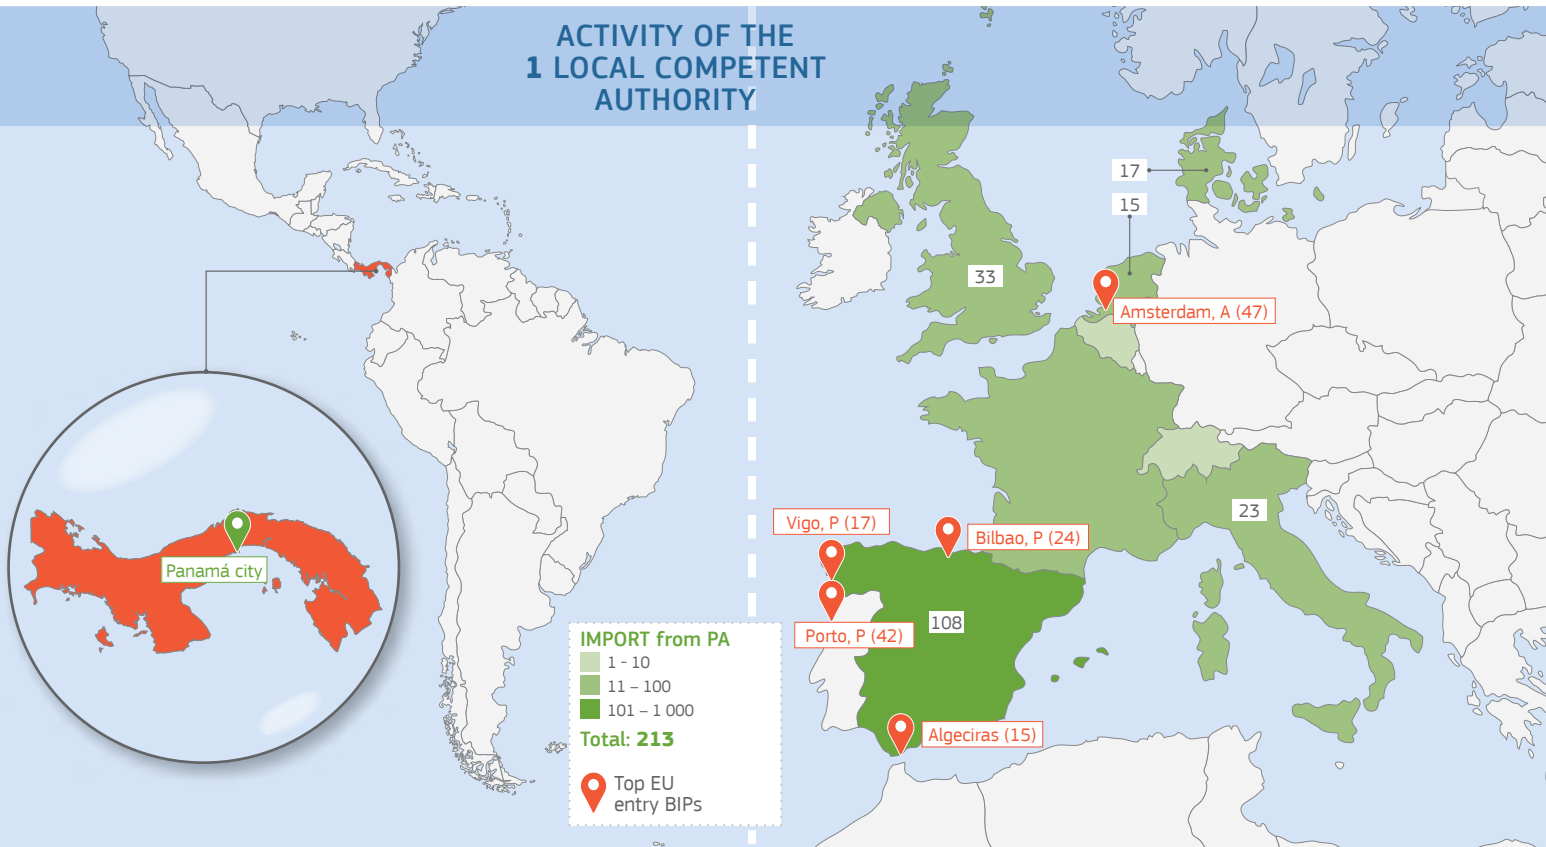 ACTIVITY OF THE
1 LOCAL COMPETENT
AUTHORITY
17
15
33
Amsterdam, A (47)
23
Vigo, P (17)
Bilbao, P (24)
Panamá city
108
Porto, P (42)
IMPORT from PA
1 - 10
11 – 100
101 – 1 000
Total: 213
Algeciras (15)
Top EU
entry BIPs